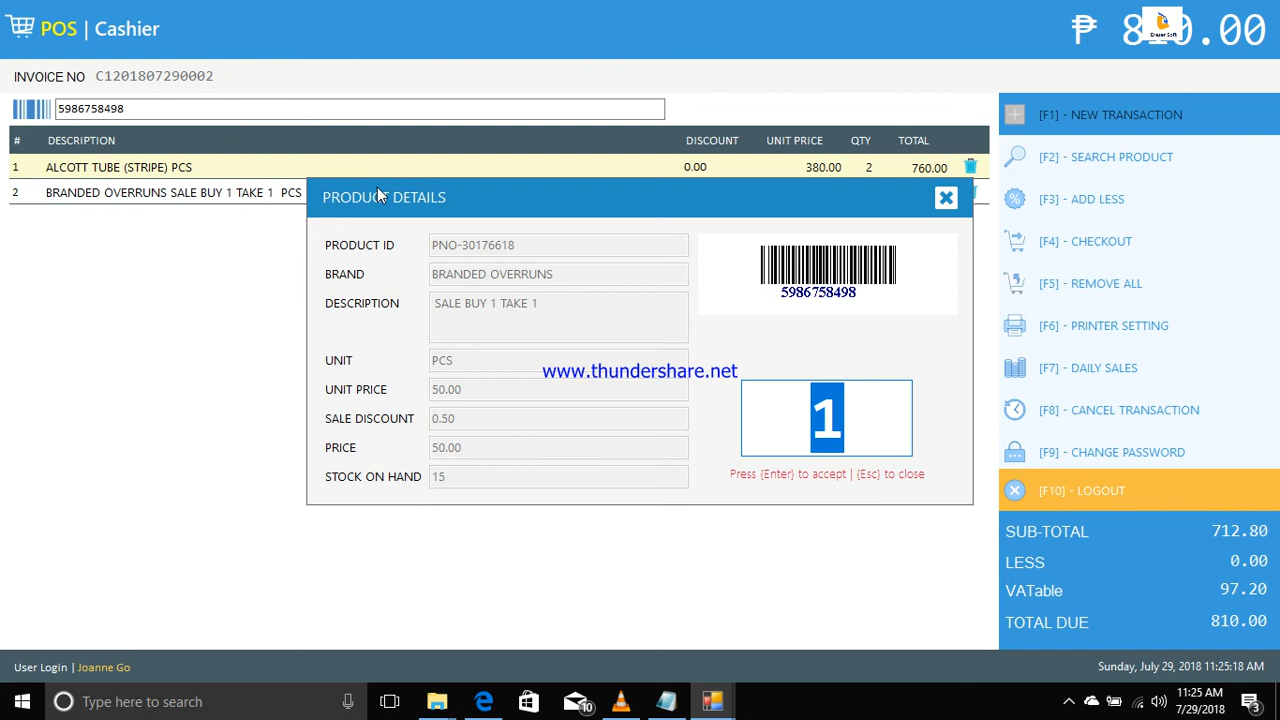 POS | Cashier
₱ 810.00
Eraser Soft
INVOICE NO C1201807290002
5986758498
# DESCRIPTION DISCOUNT UNIT PRICE QTY TOTAL
1 ALCOTT TUBE (STRIPE) PCS 0.00 380.00 2 760.00
2 BRANDED OVERRUNS SALE BUY 1 TAKE 1 PCS
PRODUCT DETAILS
PRODUCT ID PNO-30176618
BRAND BRANDED OVERRUNS
DESCRIPTION SALE BUY 1 TAKE 1
UNIT PCS
UNIT PRICE 50.00
SALE DISCOUNT 0.50
PRICE 50.00
STOCK ON HAND 15
5986758498
www.thundershare.net
1
Press {Enter} to accept | {Esc} to close
[F1] - NEW TRANSACTION
[F2] - SEARCH PRODUCT
[F3] - ADD LESS
[F4] - CHECKOUT
[F5] - REMOVE ALL
[F6] - PRINTER SETTING
[F7] - DAILY SALES
[F8] - CANCEL TRANSACTION
[F9] - CHANGE PASSWORD
[F10] - LOGOUT
SUB-TOTAL 712.80
LESS 0.00
VATable 97.20
TOTAL DUE 810.00
User Login | Joanne Go
Sunday, July 29, 2018 11:25:18 AM
Type here to search
10
11:25 AM
7/29/2018
3